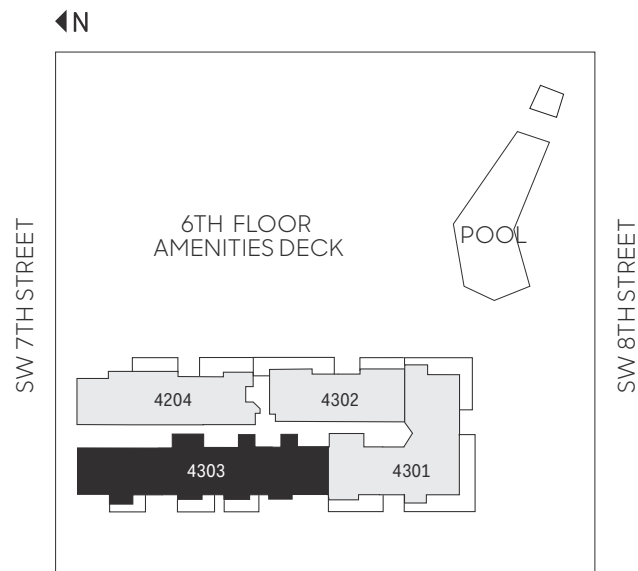 N
SW 7TH STREET
6TH FLOOR
AMENITIES DECK
POOL
SW 8TH STREET
4204
4302
4303
4301